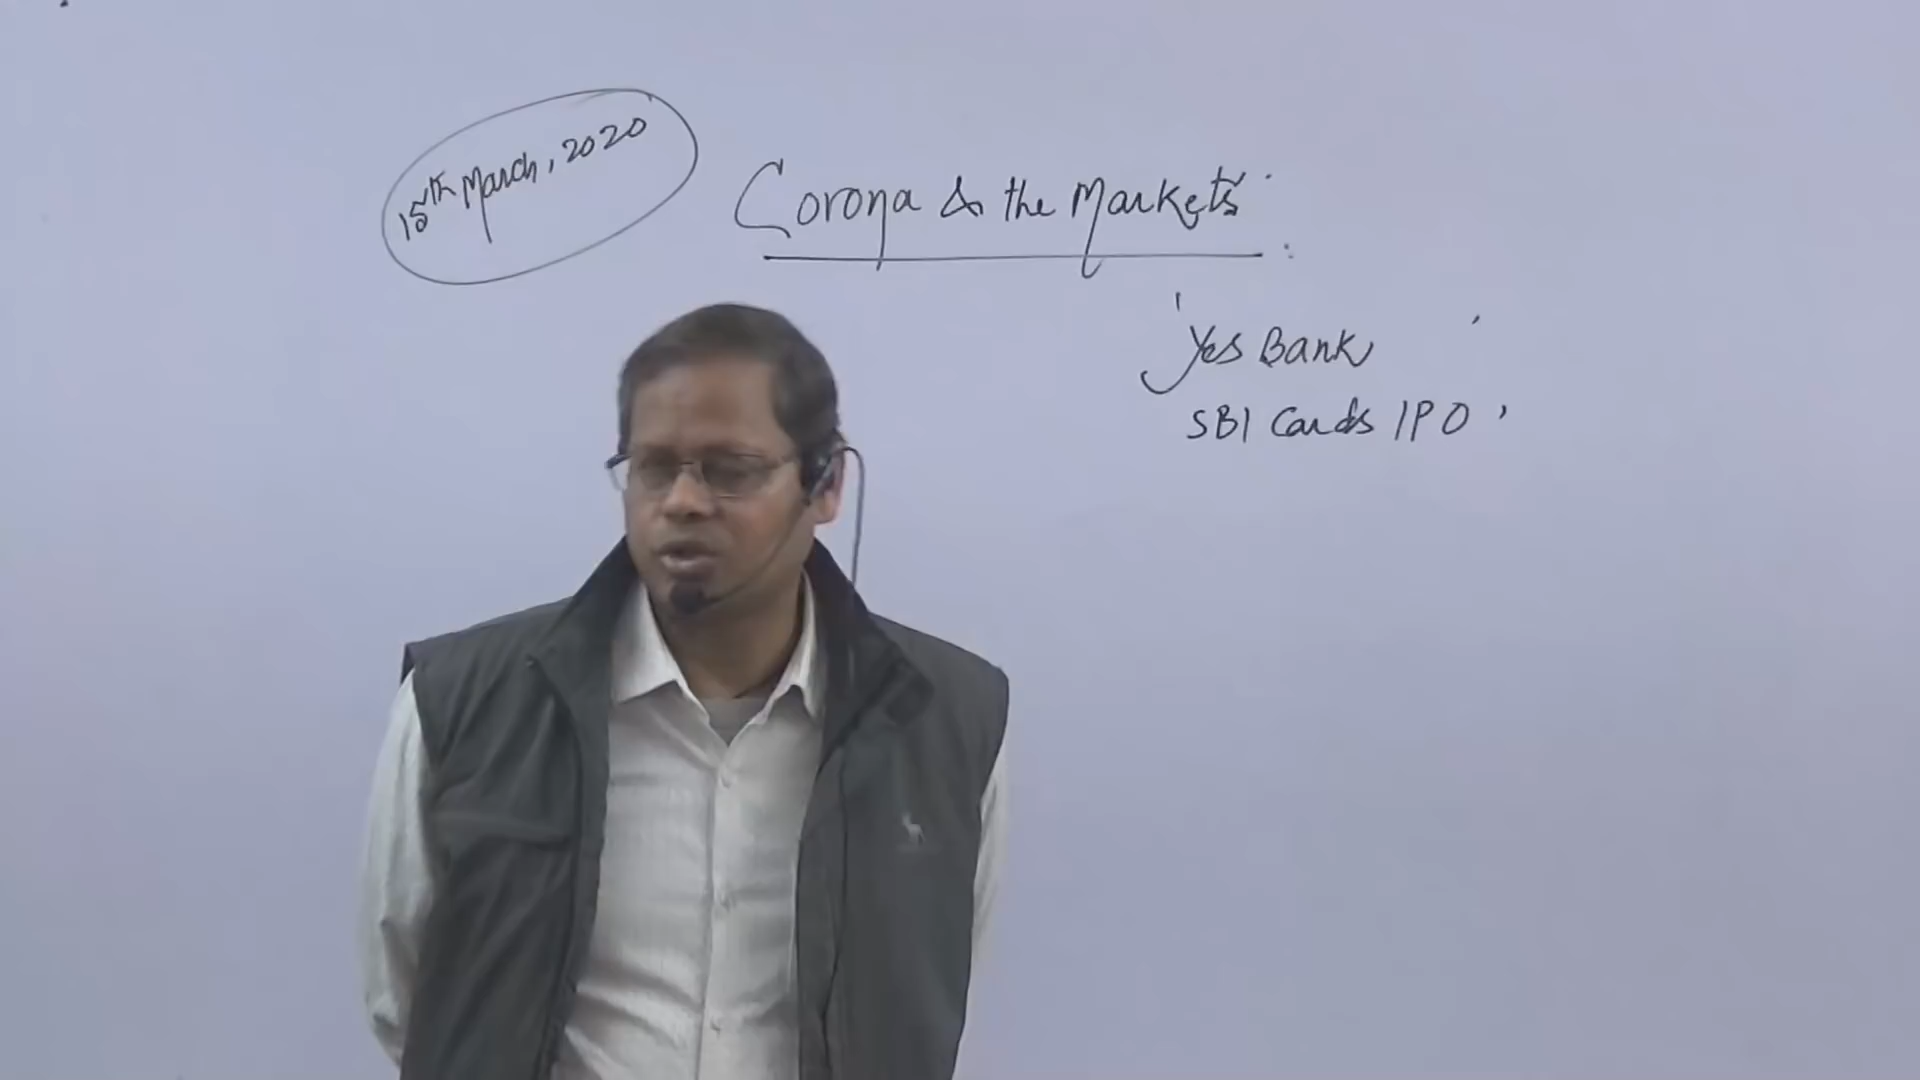 15th March, 2020
Corona & the Markets
Yes Bank
SBI Cards IPO